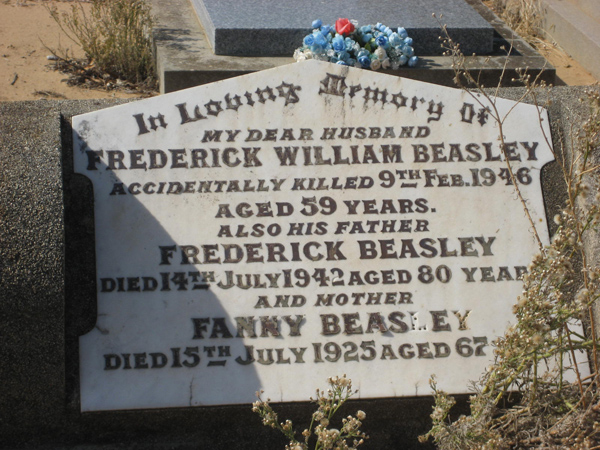 In Loving Memory Of
MY DEAR HUSBAND
FREDERICK WILLIAM BEASLEY
ACCIDENTALLY KILLED 9TH FEB. 1946
AGED 59 YEARS.
ALSO HIS FATHER
FREDERICK BEASLEY
DIED 14TH JULY 1942 AGED 80 YEAR
AND MOTHER
FANNY BEASLEY
DIED 15TH JULY 1925 AGED 67